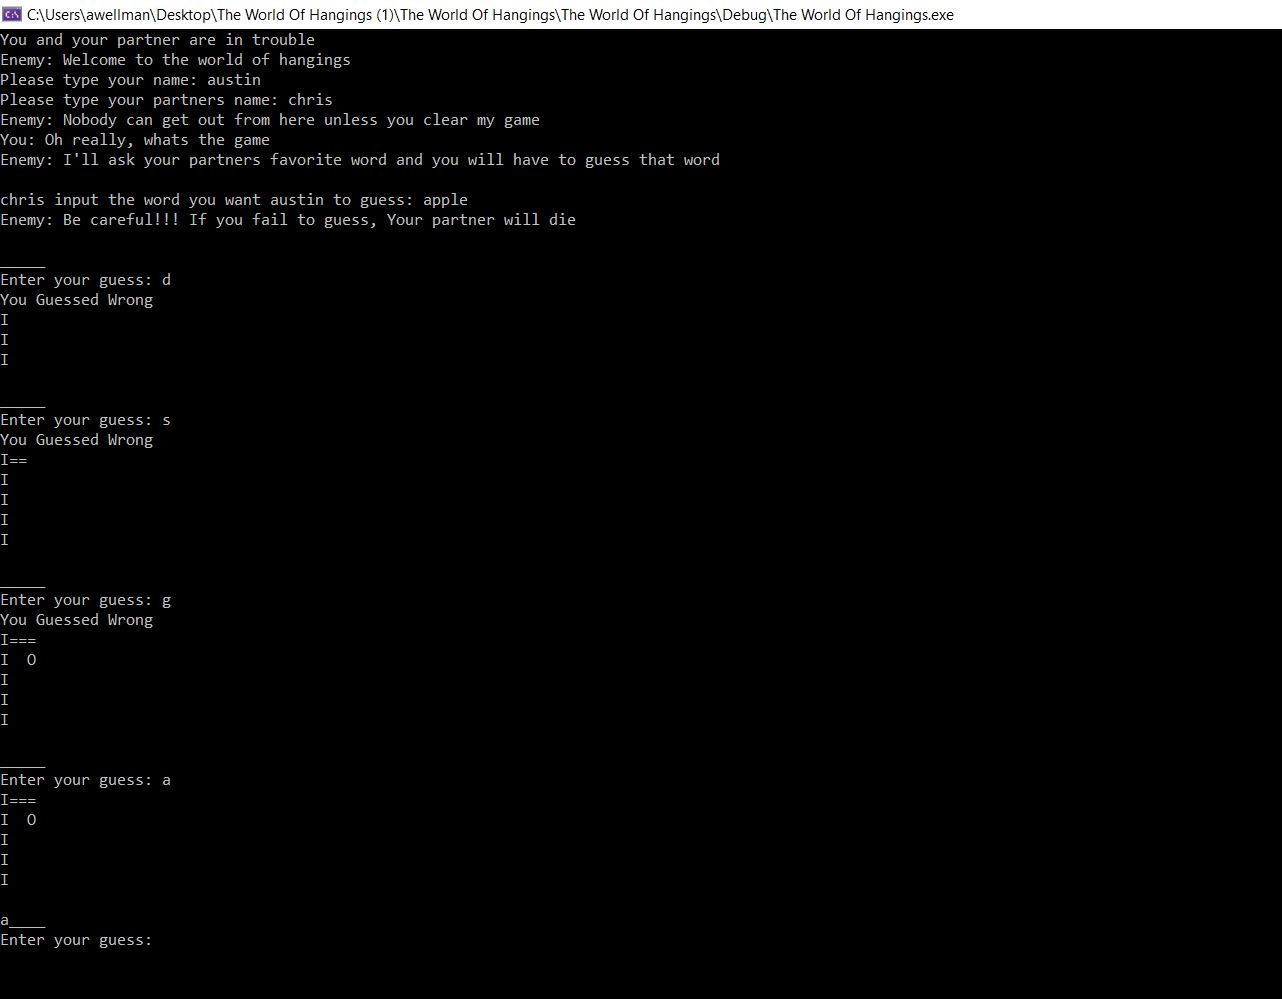 C:\Users\awellman\Desktop\The World Of Hangings (1)\The World Of Hangings\The World Of Hangings\Debug\The World Of Hangings.exe
You and your partner are in trouble
Enemy: Welcome to the world of hangings
Please type your name: austin
Please type your partners name: chris
Enemy: Nobody can get out from here unless you clear my game
You: Oh really, whats the game
Enemy: I'll ask your partners favorite word and you will have to guess that word
chris input the word you want austin to guess: apple
Enemy: Be careful!!! If you fail to guess, Your partner will die
_____
Enter your guess: d
You Guessed Wrong
I
I
I
_____
Enter your guess: s
You Guessed Wrong
I==
I
I
I
I
_____
Enter your guess: g
You Guessed Wrong
I===
I  O
I
I
I
_____
Enter your guess: a
I===
I  O
I
I
I
a____
Enter your guess: